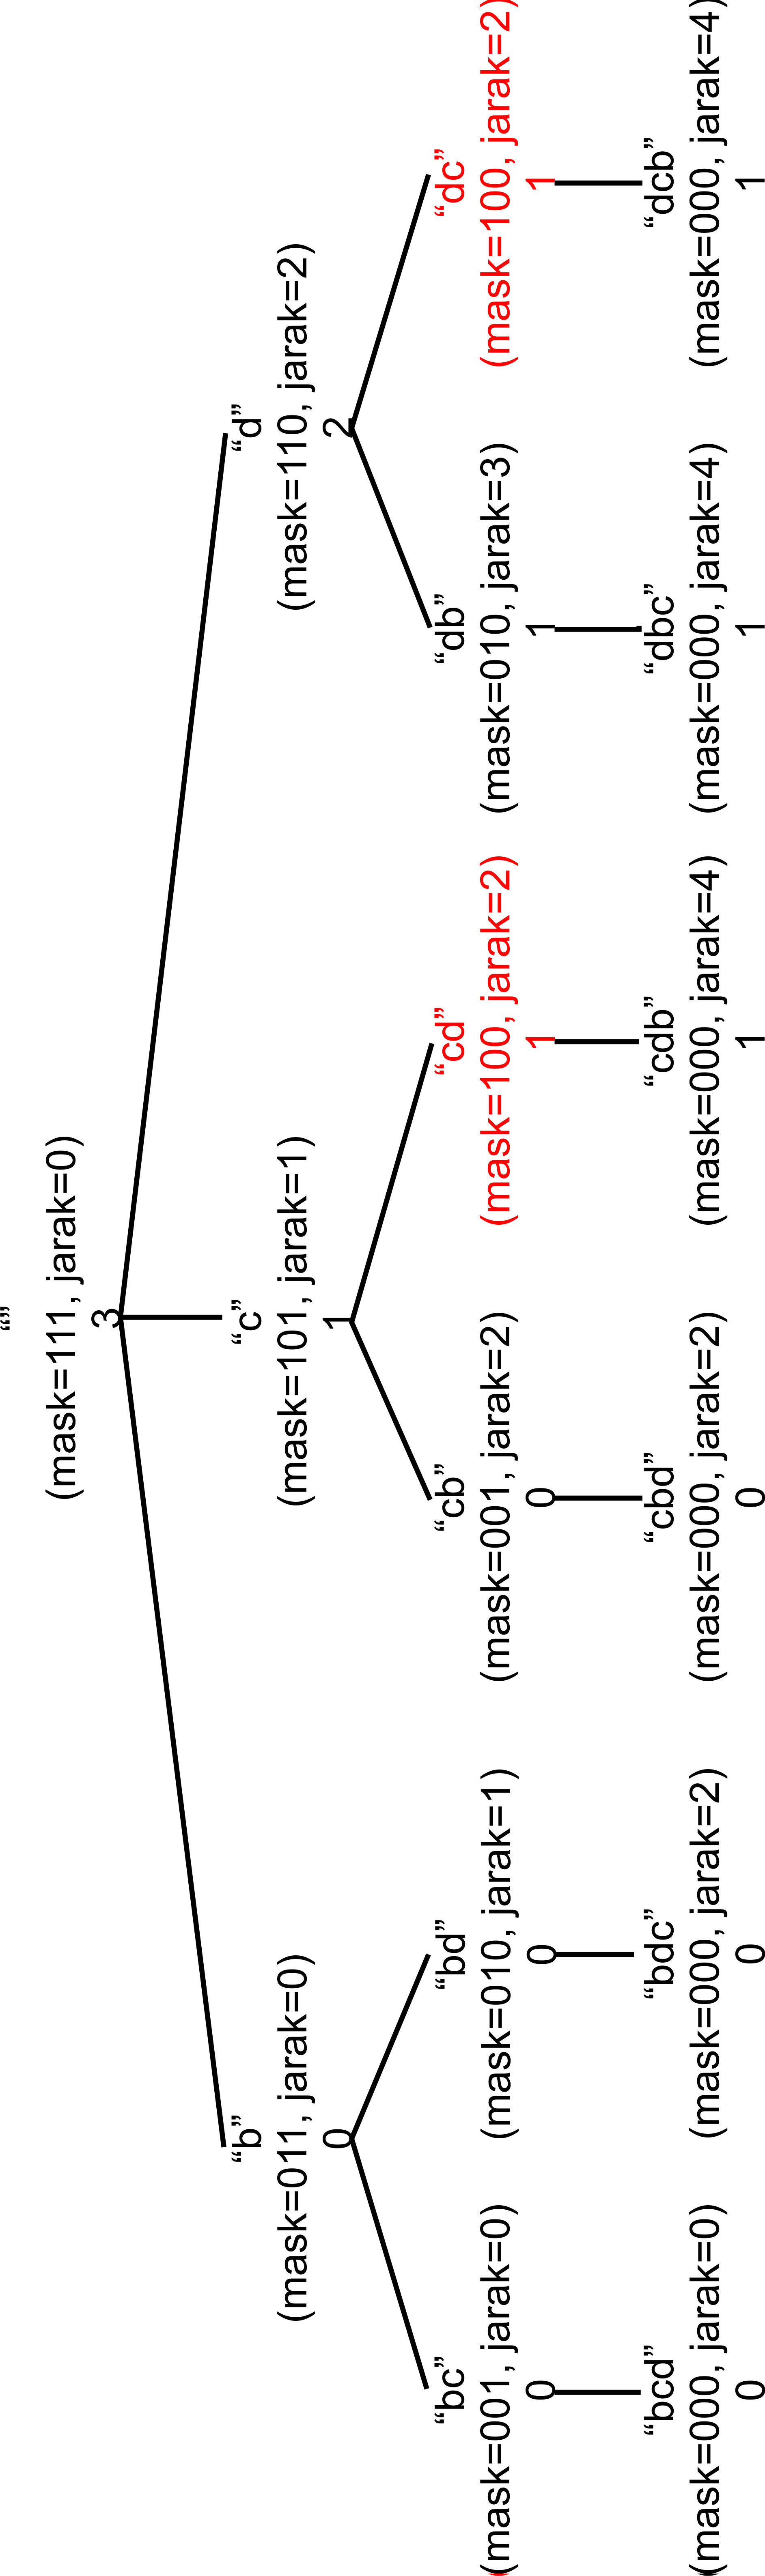 “”
(mask=111, jarak=0)
3
“b”
(mask=011, jarak=0)
0
“c”
(mask=101, jarak=1)
1
“d”
(mask=110, jarak=2)
2
“bc”
(mask=001, jarak=0)
0
“bd”
(mask=010, jarak=1)
0
“cb”
(mask=001, jarak=2)
0
“cd”
(mask=100, jarak=2)
1
“db”
(mask=010, jarak=3)
1
“dc”
(mask=100, jarak=2)
1
“bcd”
(mask=000, jarak=0)
0
“bdc”
(mask=000, jarak=2)
0
“cbd”
(mask=000, jarak=2)
0
“cdb”
(mask=000, jarak=4)
1
“dbc”
(mask=000, jarak=4)
1
“dcb”
(mask=000, jarak=4)
1